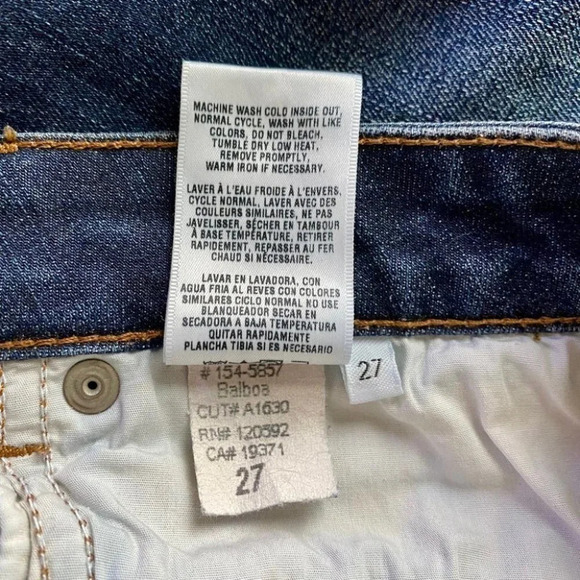 MACHINE WASH COLD INSIDE OUT,
NORMAL CYCLE, WASH WITH LIKE
COLORS, DO NOT BLEACH,
TUMBLE DRY LOW HEAT,
REMOVE PROMPTLY,
WARM IRON IF NECESSARY.
LAVER À L'EAU FROIDE À L'ENVERS,
CYCLE NORMAL, LAVER AVEC DES
COULEURS SIMILAIRES, NE PAS
JAVELISER, SÉCHER EN TAMBOUR
À BASE TEMPÉRATURE, RETIRER
RAPIDEMENT, REPASSER AU FER
CHAUD SI NÉCESSAIRE.
LAVAR EN LAVADORA, CON
AGUA FRIA AL REVES CON COLORES
SIMILARES CICLO NORMAL NO USE
BLANQUEADOR SECAR EN
SECADORA A BAJA TEMPERATURA
QUITAR RAPIDAMENTE
PLANCHA TIBIA SI ES NECESARIO
# 154-5857
Balboa
CUT# A1630
RN# 120592
CA# 19371
27
27